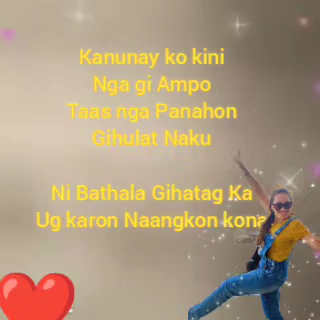 Kanunay ko kini
Nga gi Ampo
Taas nga Panahon
Gihulat Naku
Ni Bathala Gihatag Ka
Ug karon Naangkon kona